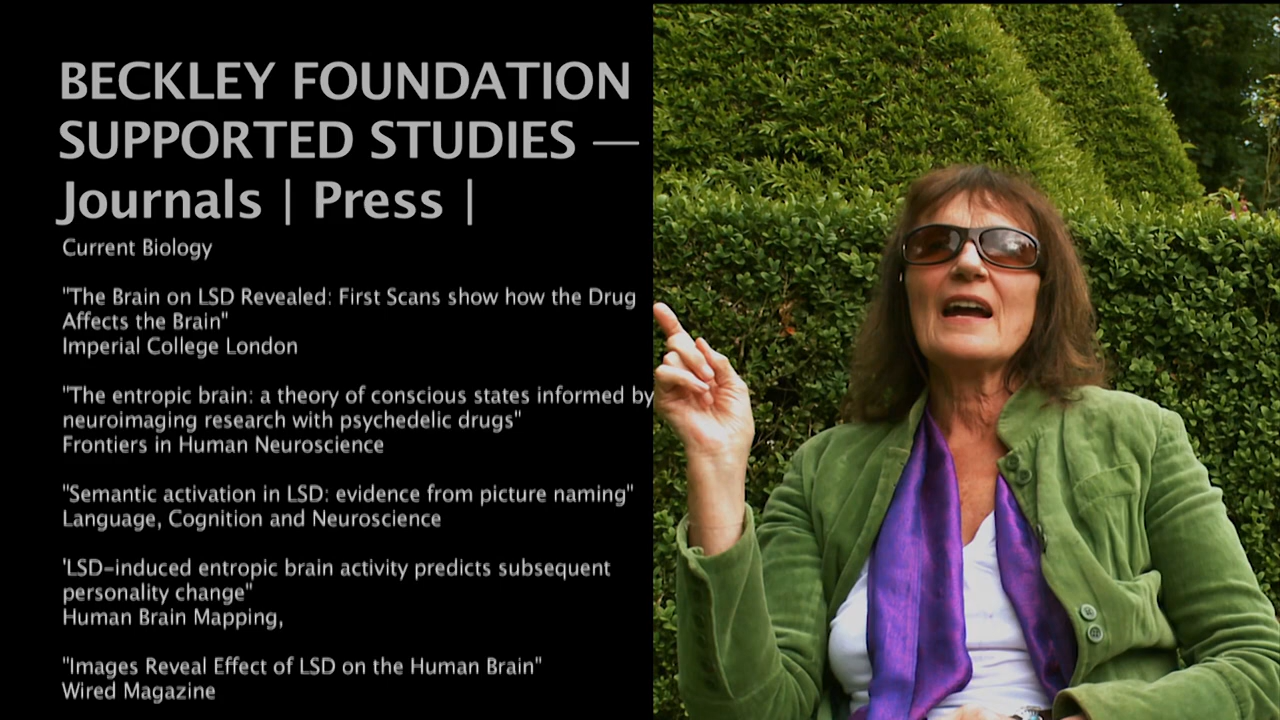 BECKLEY FOUNDATION
SUPPORTED STUDIES —
Journals | Press |
Current Biology
"The Brain on LSD Revealed: First Scans show how the Drug
Affects the Brain"
Imperial College London
"The entropic brain: a theory of conscious states informed by
neuroimaging research with psychedelic drugs"
Frontiers in Human Neuroscience
"Semantic activation in LSD: evidence from picture naming"
Language, Cognition and Neuroscience
'LSD-induced entropic brain activity predicts subsequent
personality change"
Human Brain Mapping,
"Images Reveal Effect of LSD on the Human Brain"
Wired Magazine